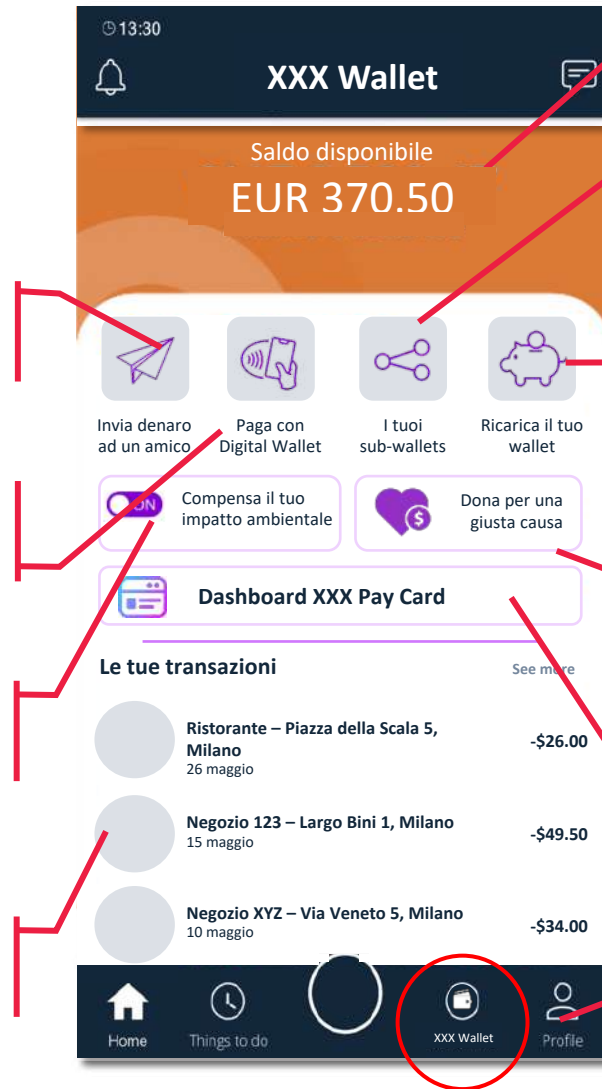 13:30
XXX Wallet
Saldo disponibile
EUR 370.50
Invia denaro
ad un amico
Paga con
Digital Wallet
I tuoi
sub-wallets
Ricarica il tuo
wallet
ON
Compensa il tuo
impatto ambientale
$
Dona per una
giusta causa
Dashboard XXX Pay Card
Le tue transazioni
See more
Ristorante – Piazza della Scala 5,
Milano
26 maggio
-$26.00
Negozio 123 – Largo Bini 1, Milano
15 maggio
-$49.50
Negozio XYZ – Via Veneto 5, Milano
10 maggio
-$34.00
Home
Things to do
XXX Wallet
Profile